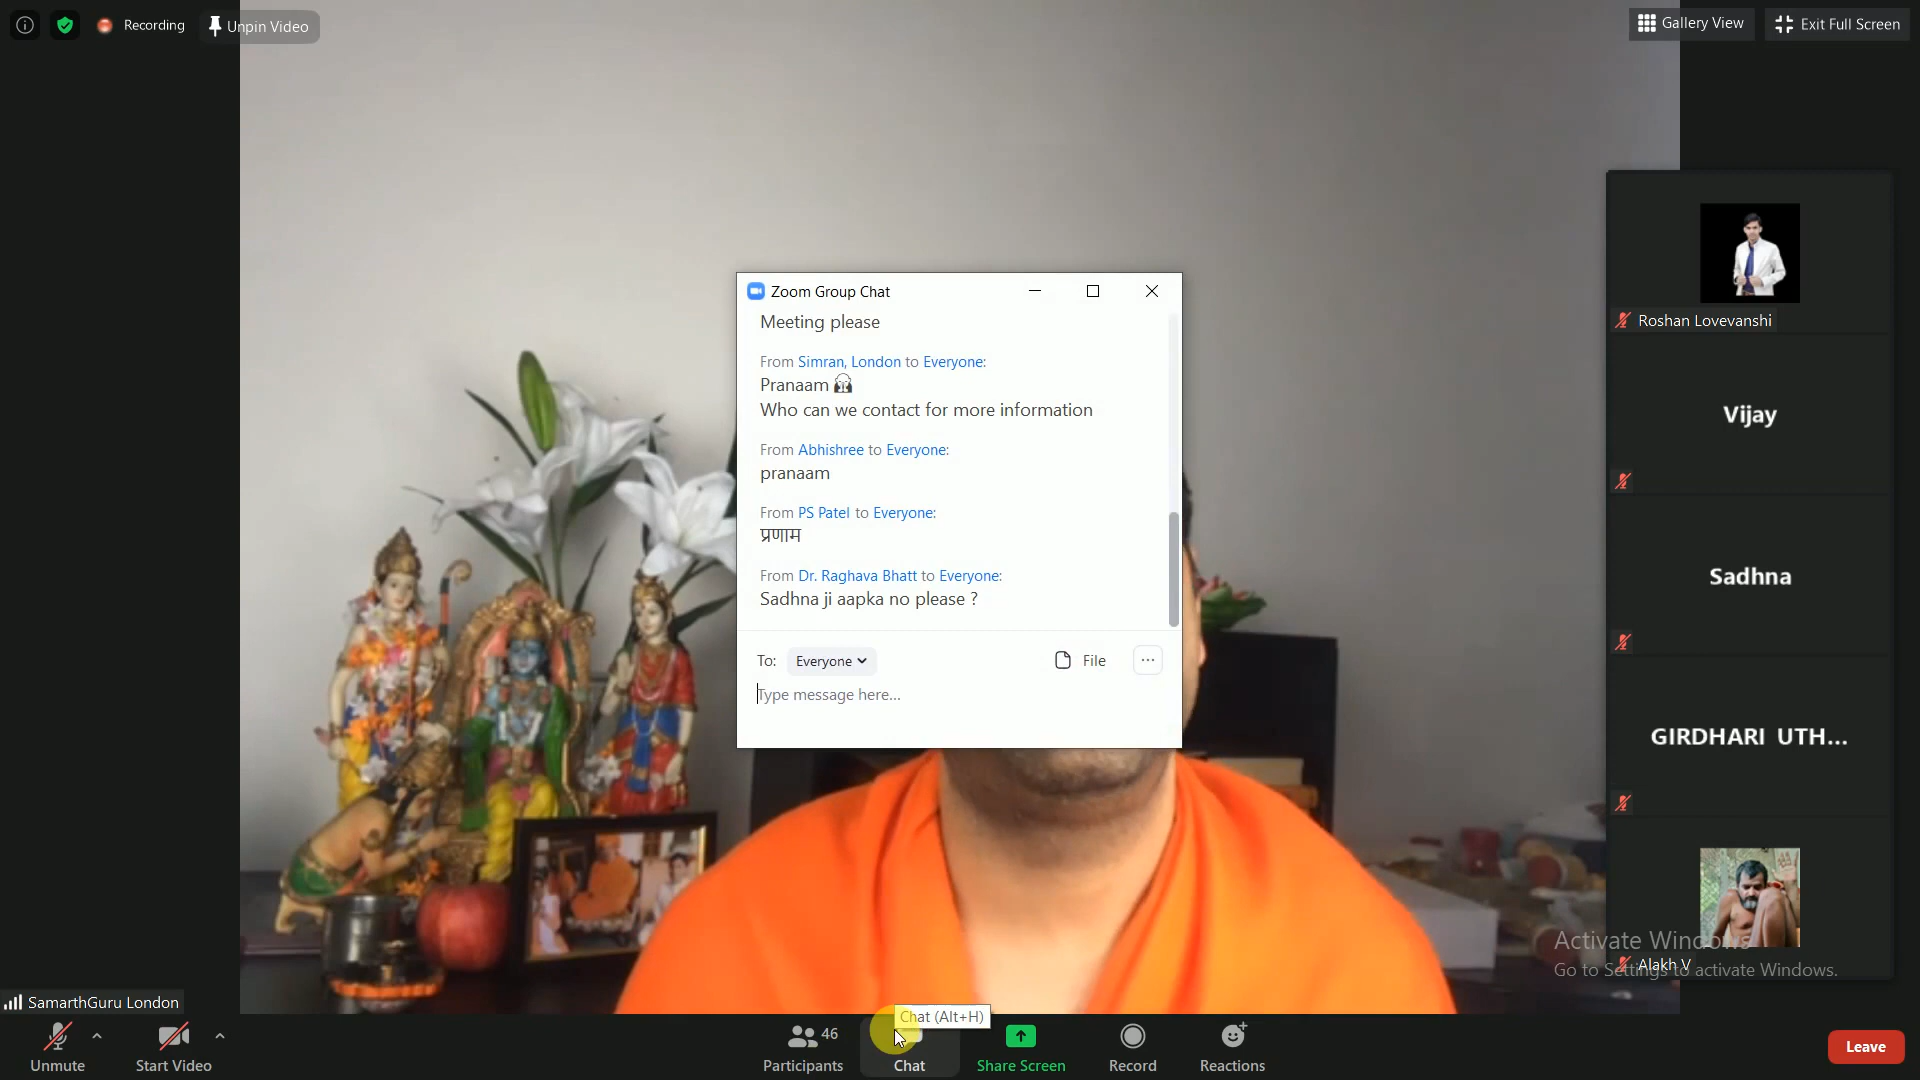 Recording
Unpin Video
Gallery View
Exit Full Screen
Zoom Group Chat
Meeting please
From Simran, London to Everyone:
Pranaam
Who can we contact for more information
From Abhishree to Everyone:
pranaam
From PS Patel to Everyone:
प्रणाम
From Dr. Raghava Bhatt to Everyone:
Sadhna ji aapka no please ?
To: Everyone
File
Type message here...
Roshan Lovevanshi
Vijay
Sadhna
GIRDHARI UTH...
Alakh V
Activate Windows
Go to Settings to activate Windows.
SamarthGuru London
Chat (Alt+H)
Unmute
Start Video
46
Participants
Chat
Share Screen
Record
Reactions
Leave